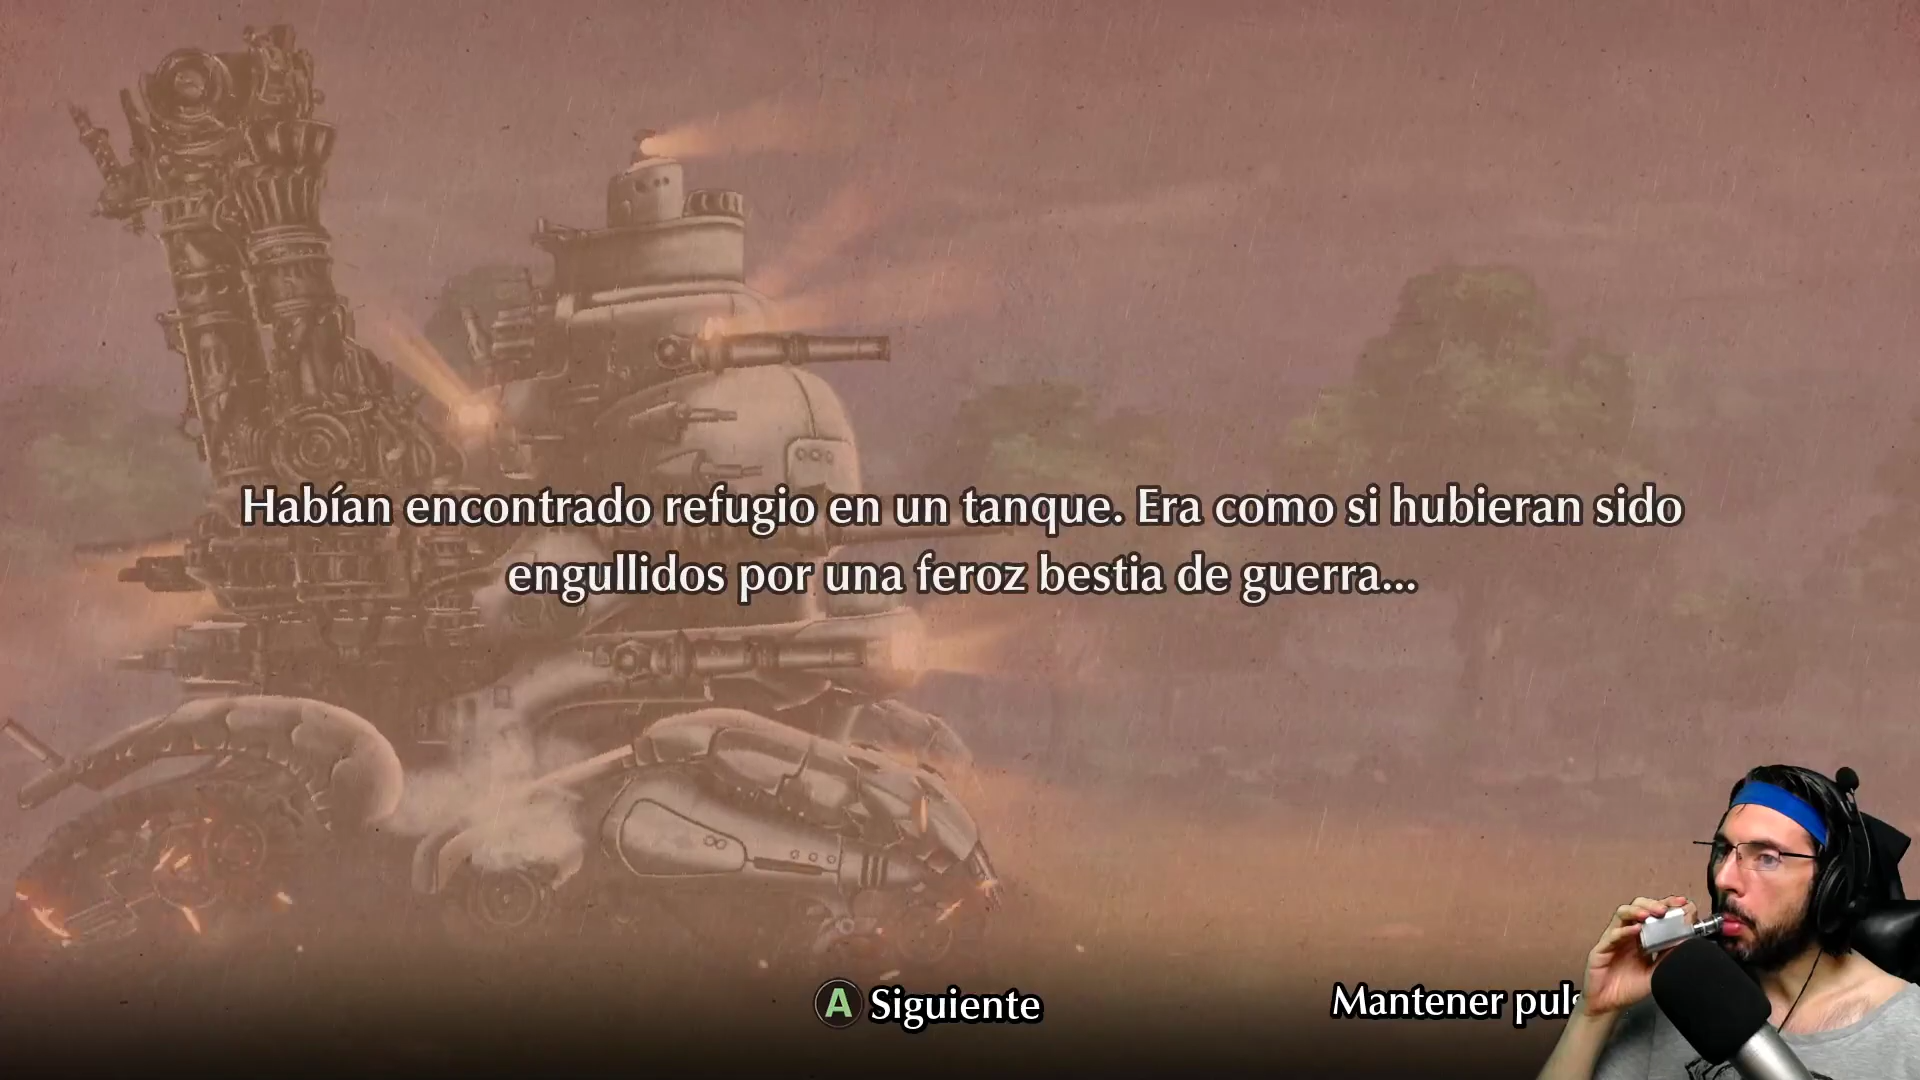 Habían encontrado refugio en un tanque. Era como si hubieran sido
engullidos por una feroz bestia de guerra...
A Siguiente
Mantener